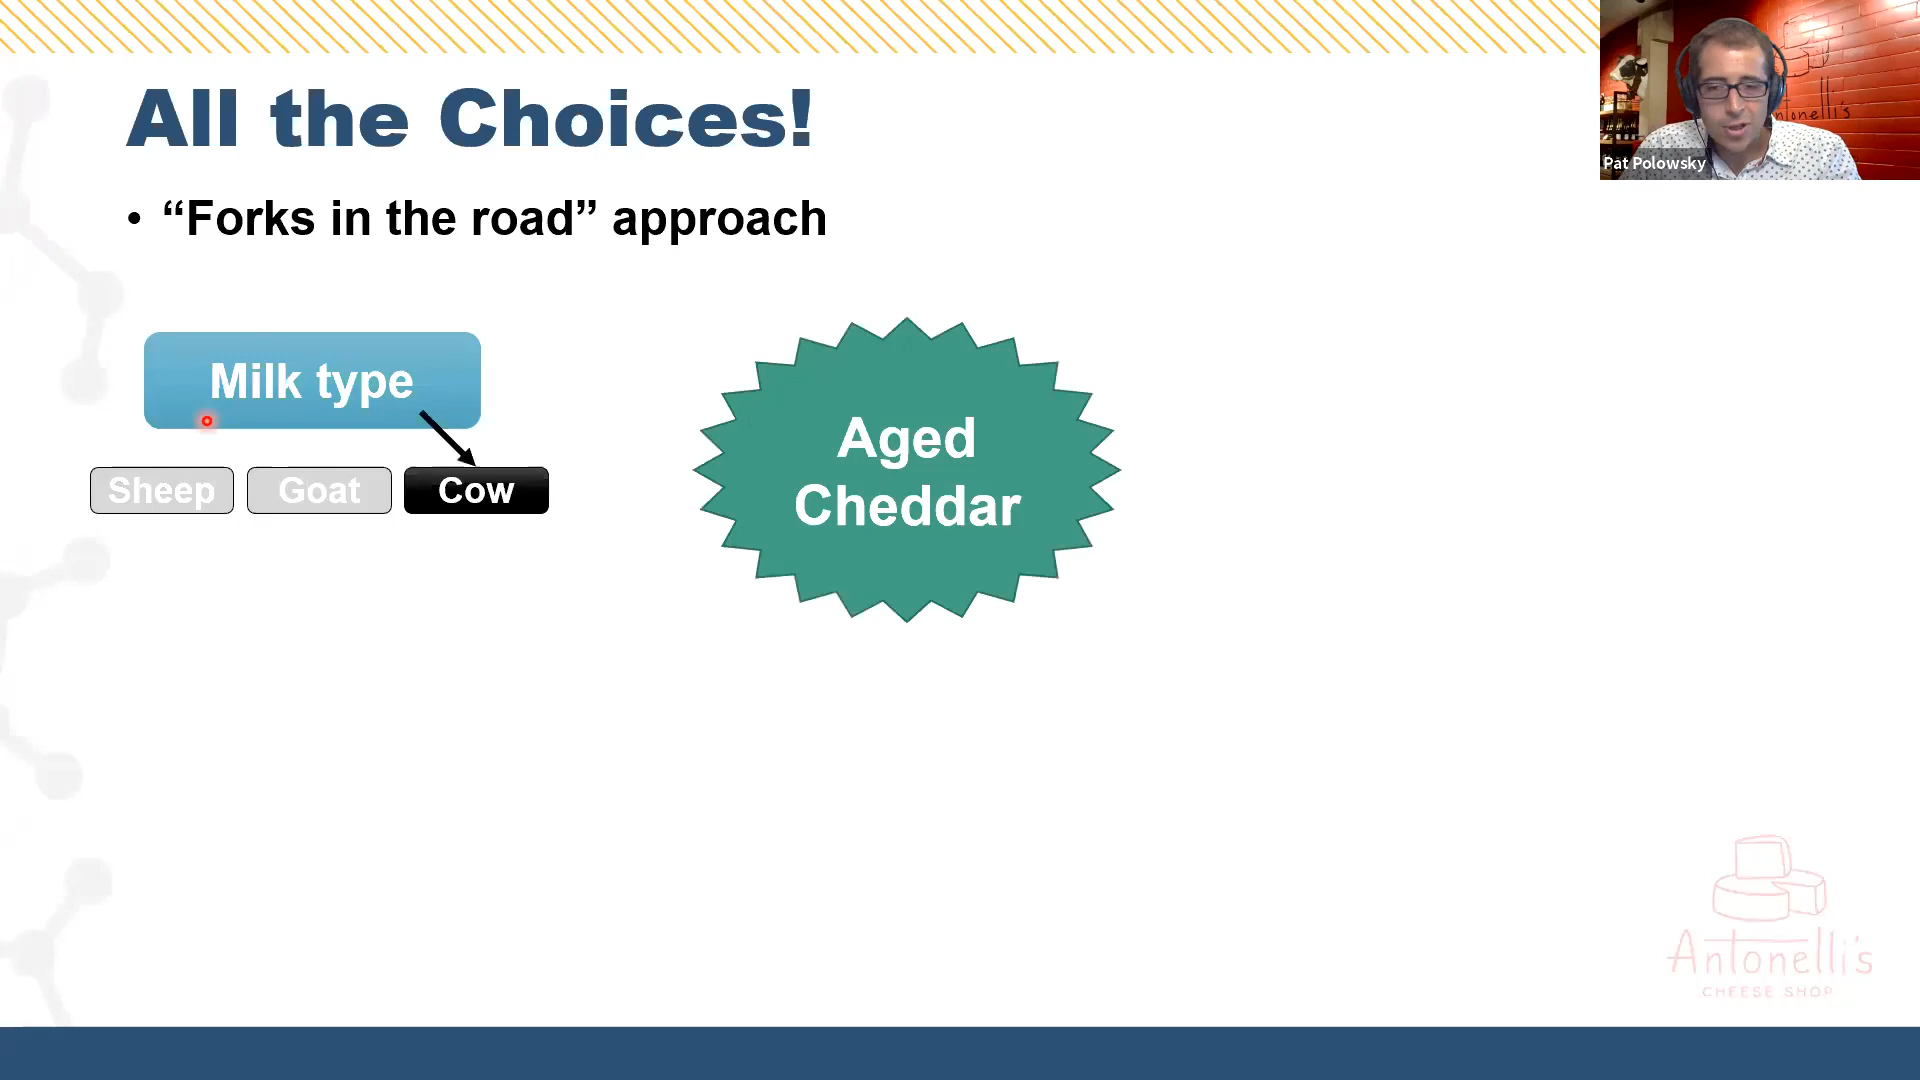 All the Choices!
• “Forks in the road” approach
Milk type
Sheep
Goat
Cow
Aged
Cheddar
Pat Polowsky
Antonelli's
CHEESE SHOP